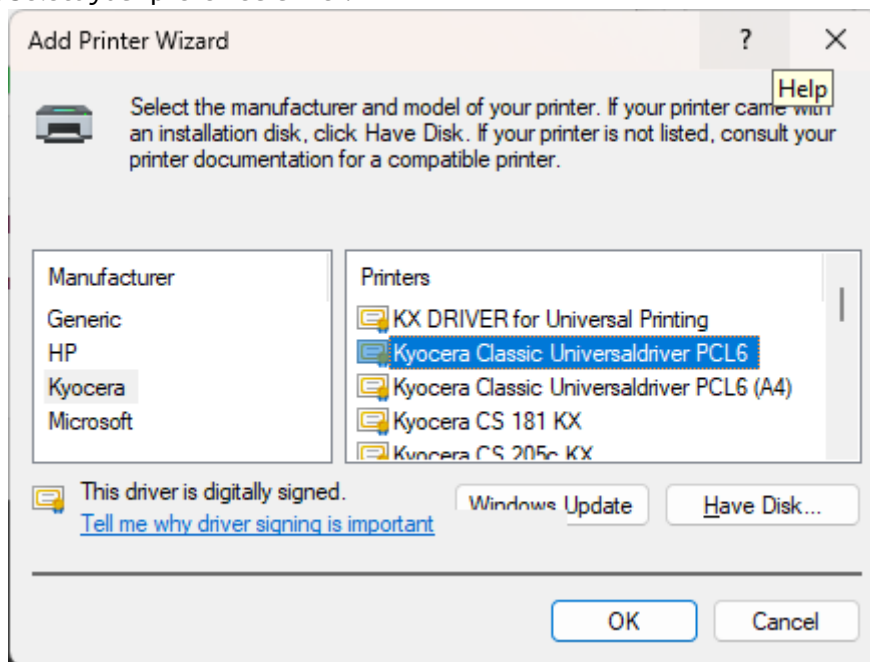 Add Printer Wizard
?
Help
Select the manufacturer and model of your printer. If your printer came with
an installation disk, click Have Disk. If your printer is not listed, consult your
printer documentation for a compatible printer.
Manufacturer
Generic
HP
Kyocera
Microsoft
Printers
KX DRIVER for Universal Printing
Kyocera Classic Universaldriver PCL6
Kyocera Classic Universaldriver PCL6 (A4)
Kyocera CS 181 KX
Kyocera CS 205c KX
This driver is digitally signed.
Tell me why driver signing is important
Windows Update
Have Disk...
OK
Cancel